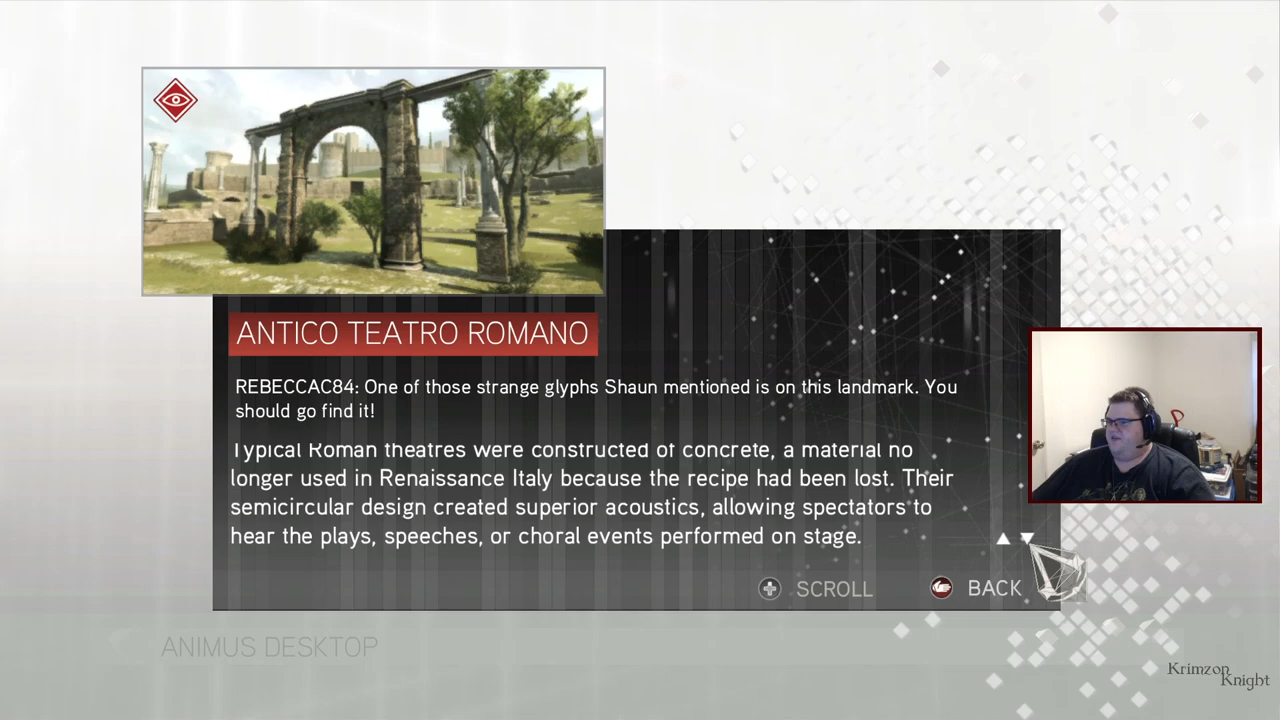 ANTICO TEATRO ROMANO
REBECCAC84: One of those strange glyphs Shaun mentioned is on this landmark. You
should go find it!
Typical Roman theatres were constructed of concrete, a material no
longer used in Renaissance Italy because the recipe had been lost. Their
semicircular design created superior acoustics, allowing spectators to
hear the plays, speeches, or choral events performed on stage.
SCROLL
BACK
ANIMUS DESKTOP
Krimzon
Knight